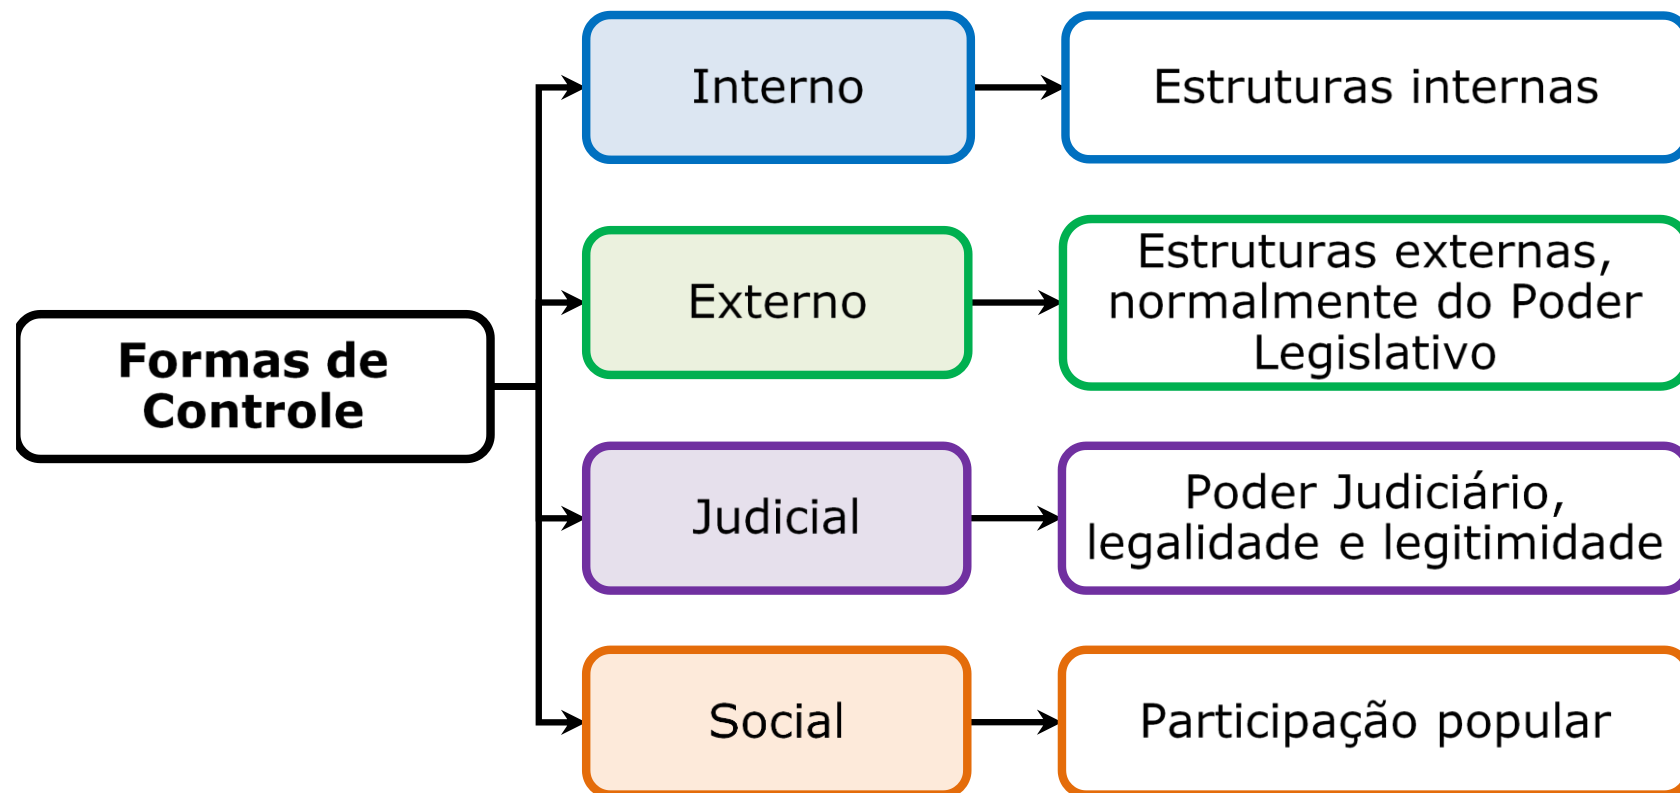 Formas de
Controle
Interno
Estruturas internas
Externo
Estruturas externas,
normalmente do Poder
Legislativo
Judicial
Poder Judiciário,
legalidade e legitimidade
Social
Participação popular